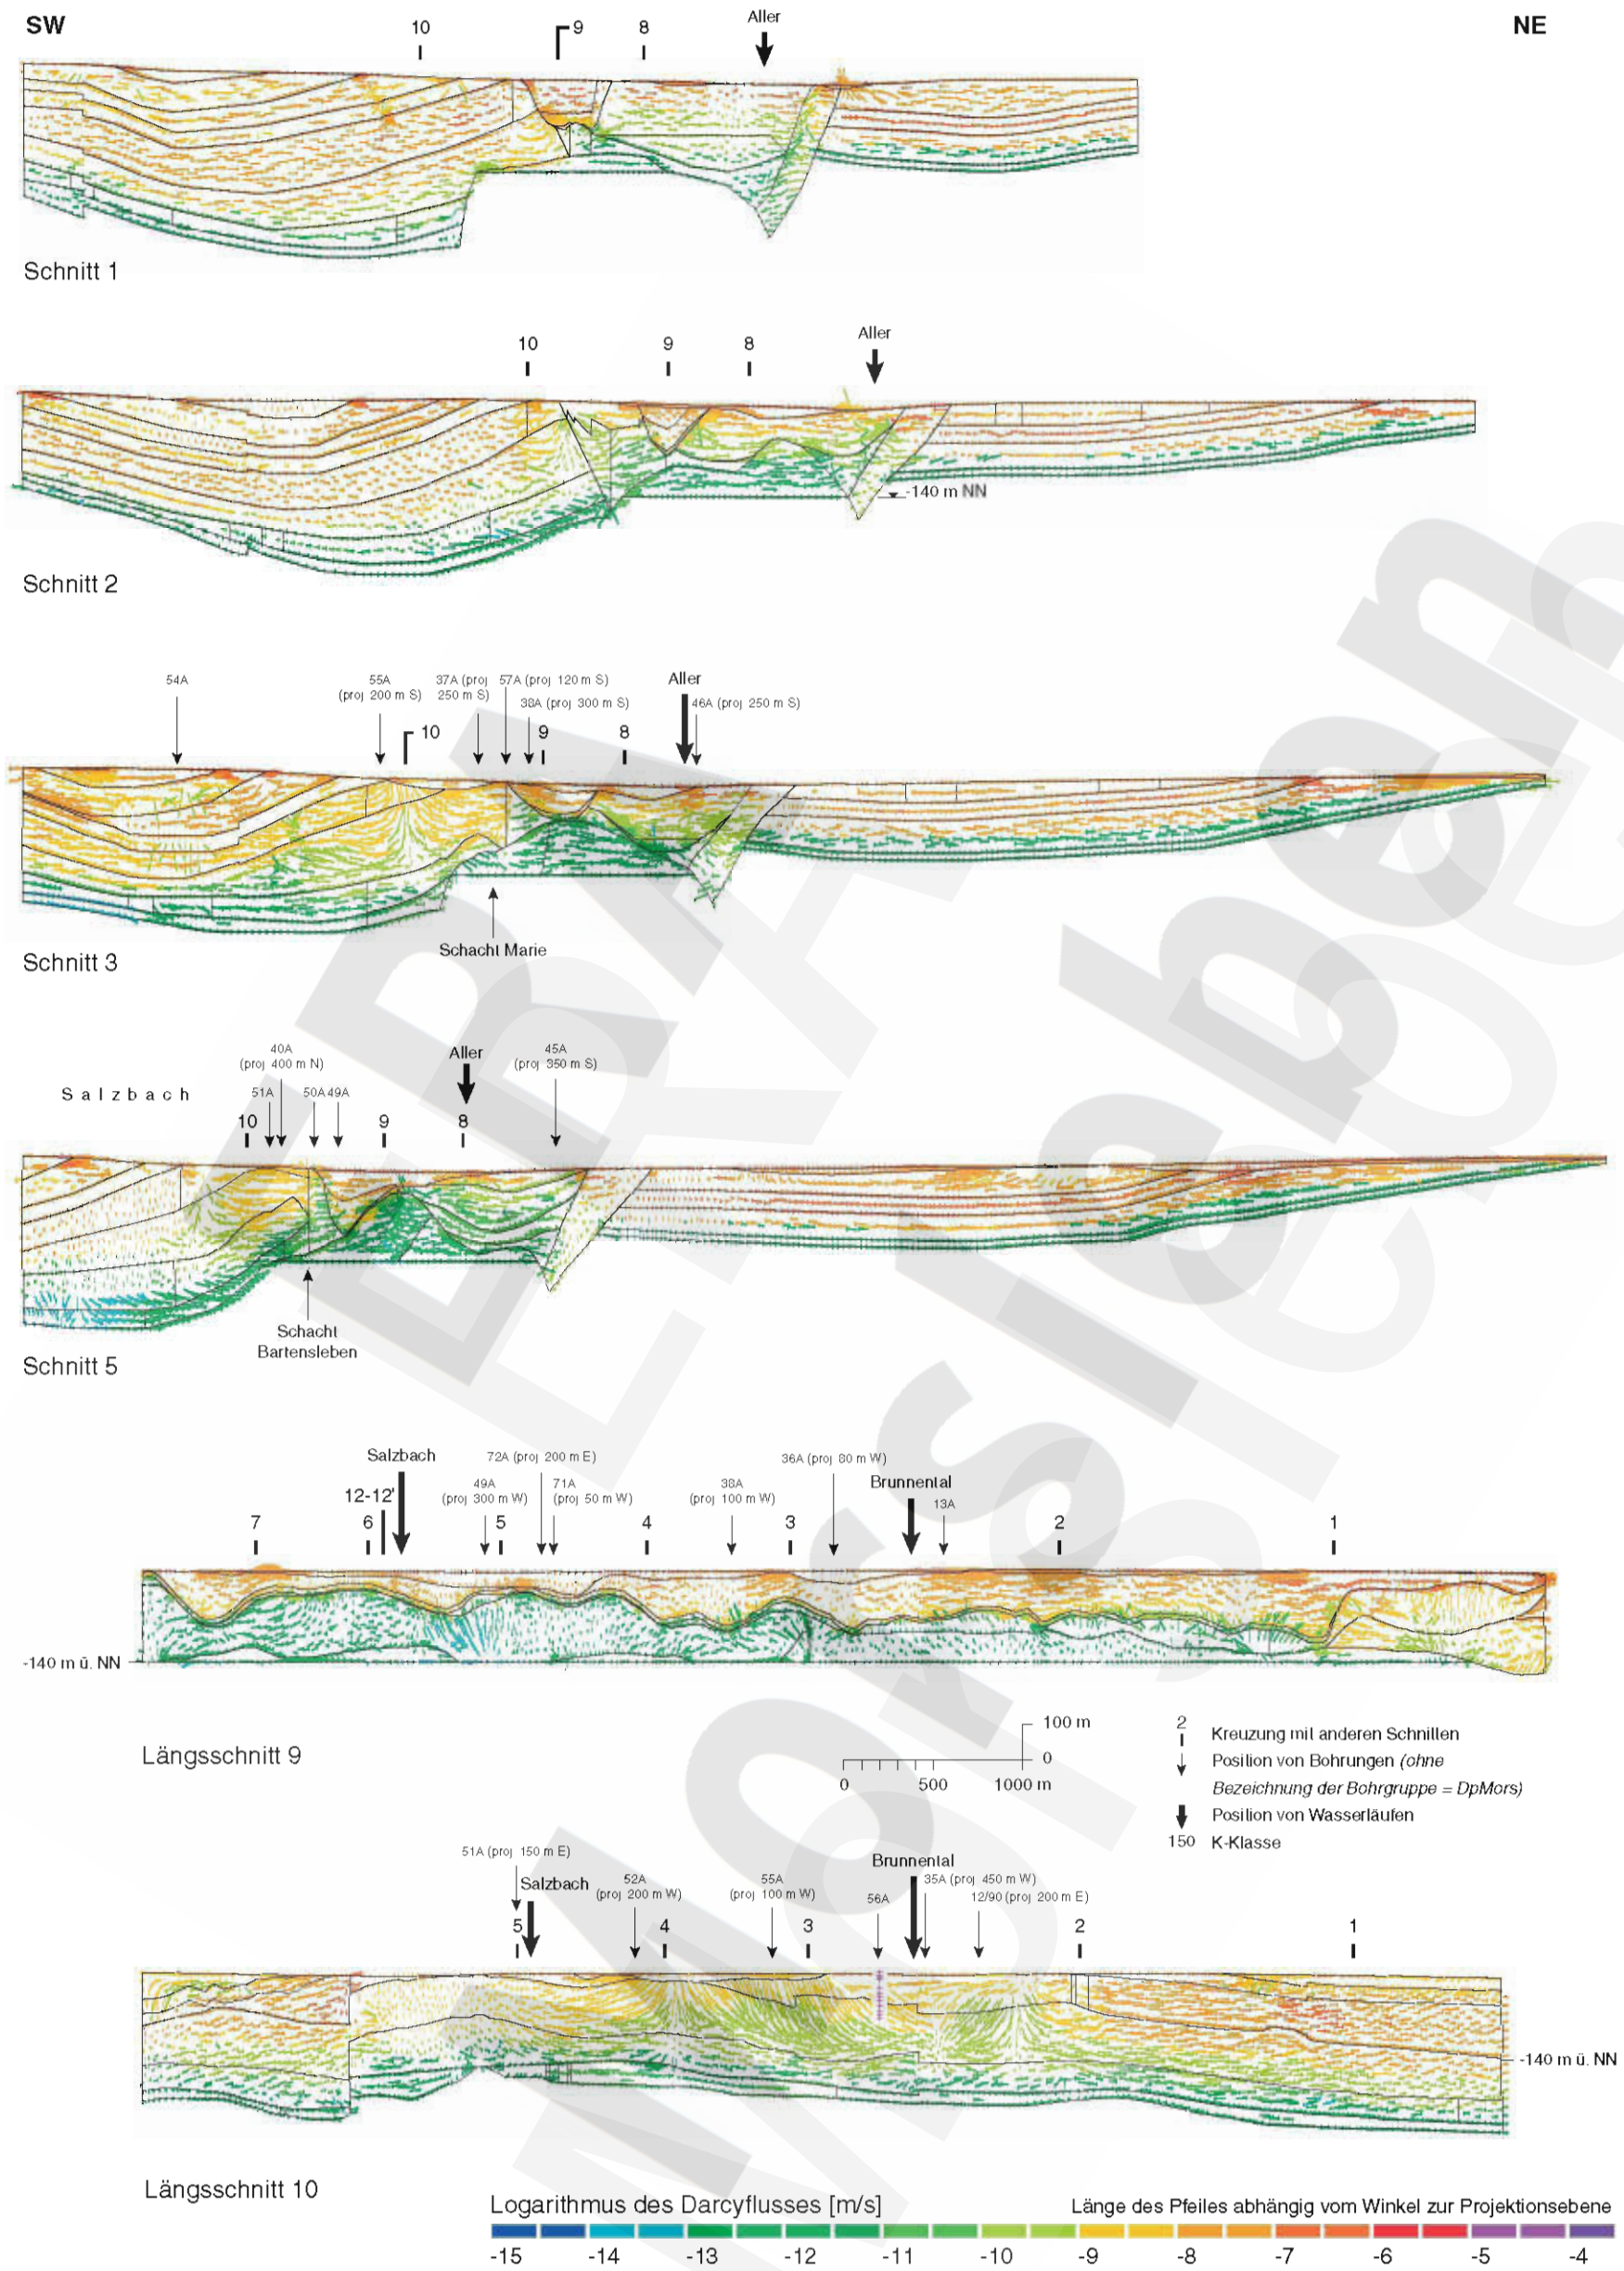 SW
NE
10
9
8
Aller
Schnitt 1
10
9
8
Aller
-140 m NN
Schnitt 2
54A
55A
(proj 200 m S)
37A (proj
250 m S)
57A (proj 120 m S)
38A (proj 300 m S)
Aller
46A (proj 250 m S)
10
9
8
Schacht Marie
Schnitt 3
Salzbach
40A
(proj 400 m N)
51A
50A
49A
Aller
45A
(proj 350 m S)
10
9
8
Schacht
Bartensleben
Schnitt 5
Salzbach
72A (proj 200 m E)
36A (proj 80 m W)
12-12'
49A
(proj 300 m W)
71A
(proj 50 m W)
38A
(proj 100 m W)
Brunnental
13A
7
6
5
4
3
2
1
-140 m ü. NN
Längsschnitt 9
100 m
0
0
500
1000 m
2
Kreuzung mit anderen Schnillen
Position von Bohrungen (ohne
Bezeichnung der Bohrgruppe = DpMors)
Position von Wasserläufen
150 K-Klasse
51A (proj 150 m E)
Salzbach
52A
(proj 200 m W)
55A
(proj 100 m W)
56A
Brunnental
35A (proj 450 m W)
12/90 (proj 200 m E)
5
4
3
2
1
-140 m ü. NN
Längsschnitt 10
Logarithmus des Darcyflusses [m/s]
Länge des Pfeiles abhängig vom Winkel zur Projektionsebene
-15 -14 -13 -12 -11 -10 -9 -8 -7 -6 -5 -4